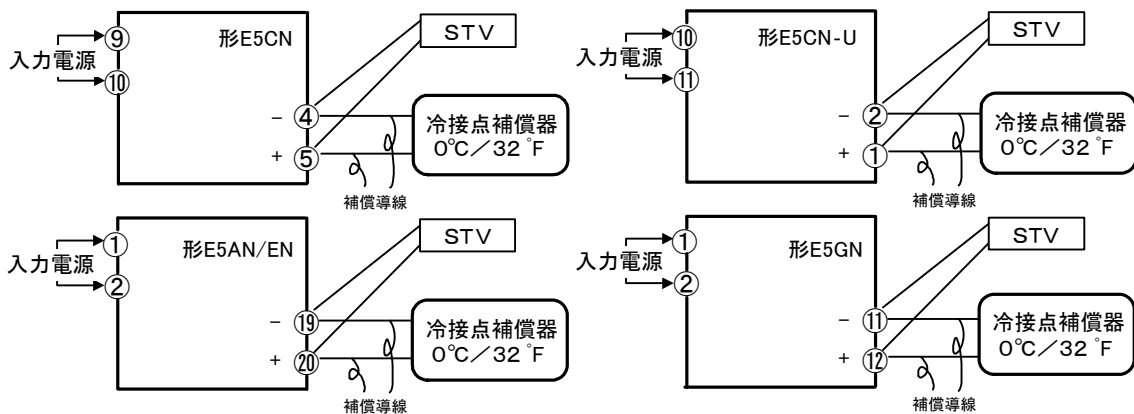 形E5CN
入力電源
⑨
⑩
STV
− ④
+ ⑤
冷接点補償器
0℃／32°F
補償導線
形E5CN-U
入力電源
⑩
⑪
STV
− ②
+ ①
冷接点補償器
0℃／32°F
補償導線
形E5AN/EN
入力電源
①
②
STV
− ⑲
+ ⑳
冷接点補償器
0℃／32°F
補償導線
形E5GN
入力電源
①
②
STV
− ⑪
+ ⑫
冷接点補償器
0℃／32°F
補償導線